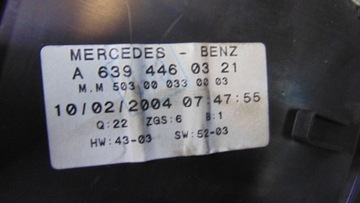 MERCEDES - BENZ
A 639 446 03 21
M.M 503 00 033 00 03
10/02/2004 07:47:55
Q:22 ZGS:6 B:1
HW:43-03 SW:52-03